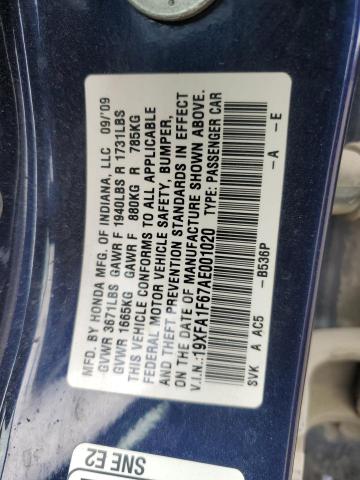 MFD. BY HONDA MFG. OF INDIANA, LLC 09/'09
GVWR 3671LBS GAWR F 1940LBS R 1731LBS
GVWR 1665KG GAWR F 880KG R 785KG
THIS VEHICLE CONFORMS TO ALL APPLICABLE
FEDERAL MOTOR VEHICLE SAFETY, BUMPER,
AND THEFT PREVENTION STANDARDS IN EFFECT
ON THE DATE OF MANUFACTURE SHOWN ABOVE.
V.I.N.:19XFA1F67AE001020 TYPE: PASSENGER CAR
SVK A AC5 -B536P -A -E
SNE E2